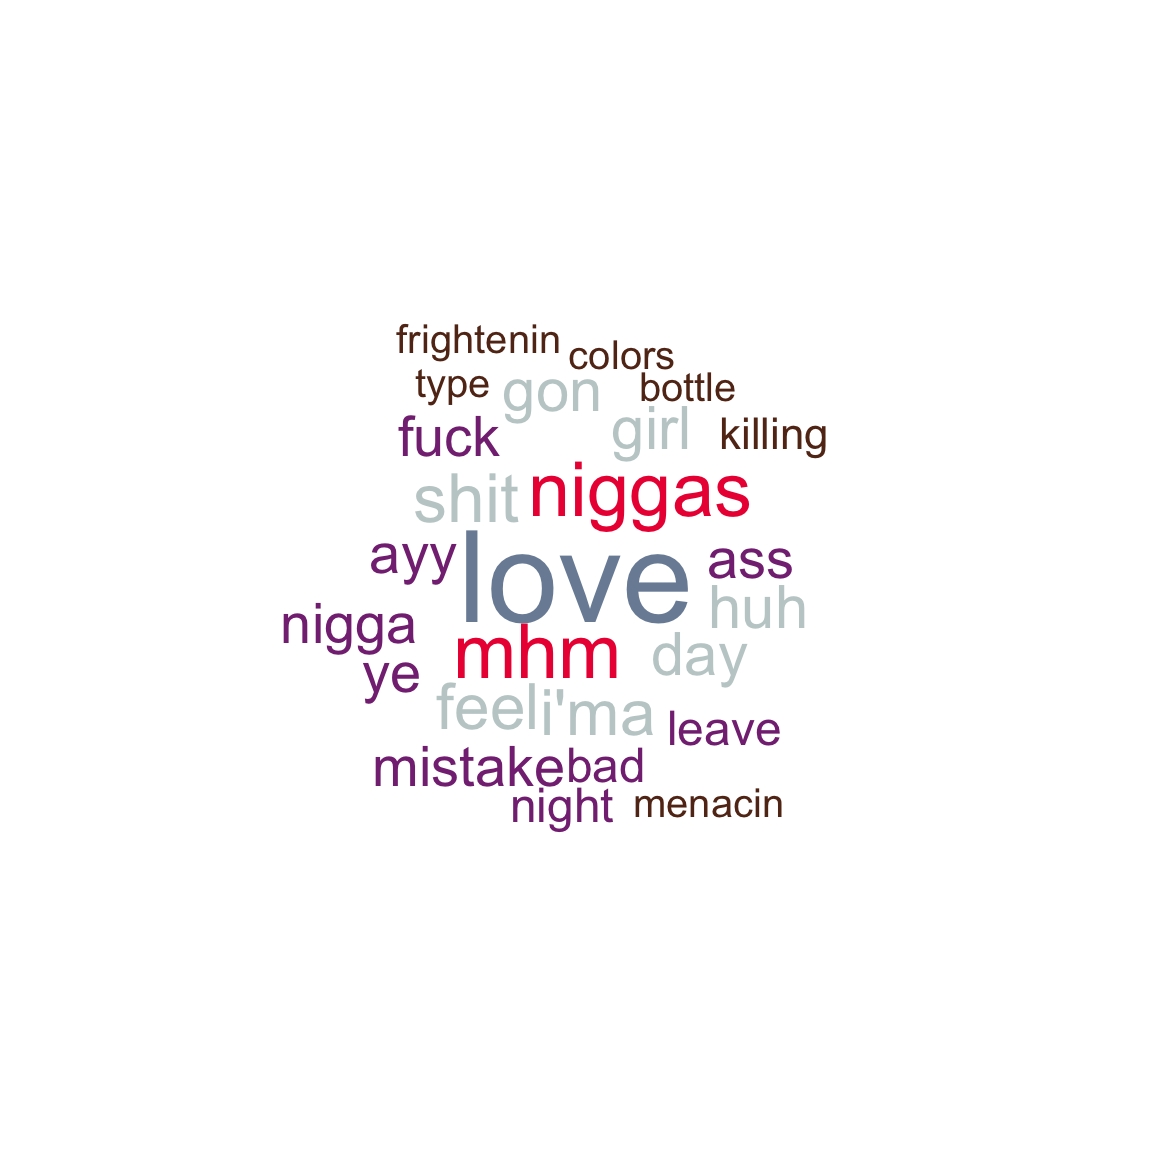 frightenin
colors
type
gon
bottle
fuck
girl
killing
shit
niggas
ayy
love
ass
huh
nigga
mhm
day
ye
feel
i'ma
leave
mistake
bad
night
menacin